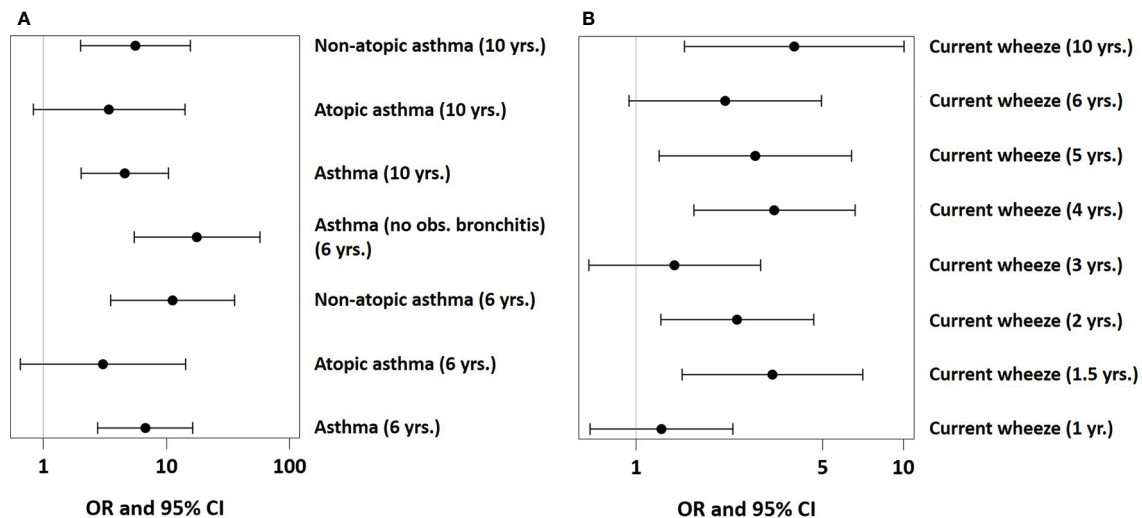 A
Non-atopic asthma (10 yrs.)
Atopic asthma (10 yrs.)
Asthma (10 yrs.)
Asthma (no obs. bronchitis)
(6 yrs.)
Non-atopic asthma (6 yrs.)
Atopic asthma (6 yrs.)
Asthma (6 yrs.)
1 10 100
OR and 95% CI
B
Current wheeze (10 yrs.)
Current wheeze (6 yrs.)
Current wheeze (5 yrs.)
Current wheeze (4 yrs.)
Current wheeze (3 yrs.)
Current wheeze (2 yrs.)
Current wheeze (1.5 yrs.)
Current wheeze (1 yr.)
1 5 10
OR and 95% CI